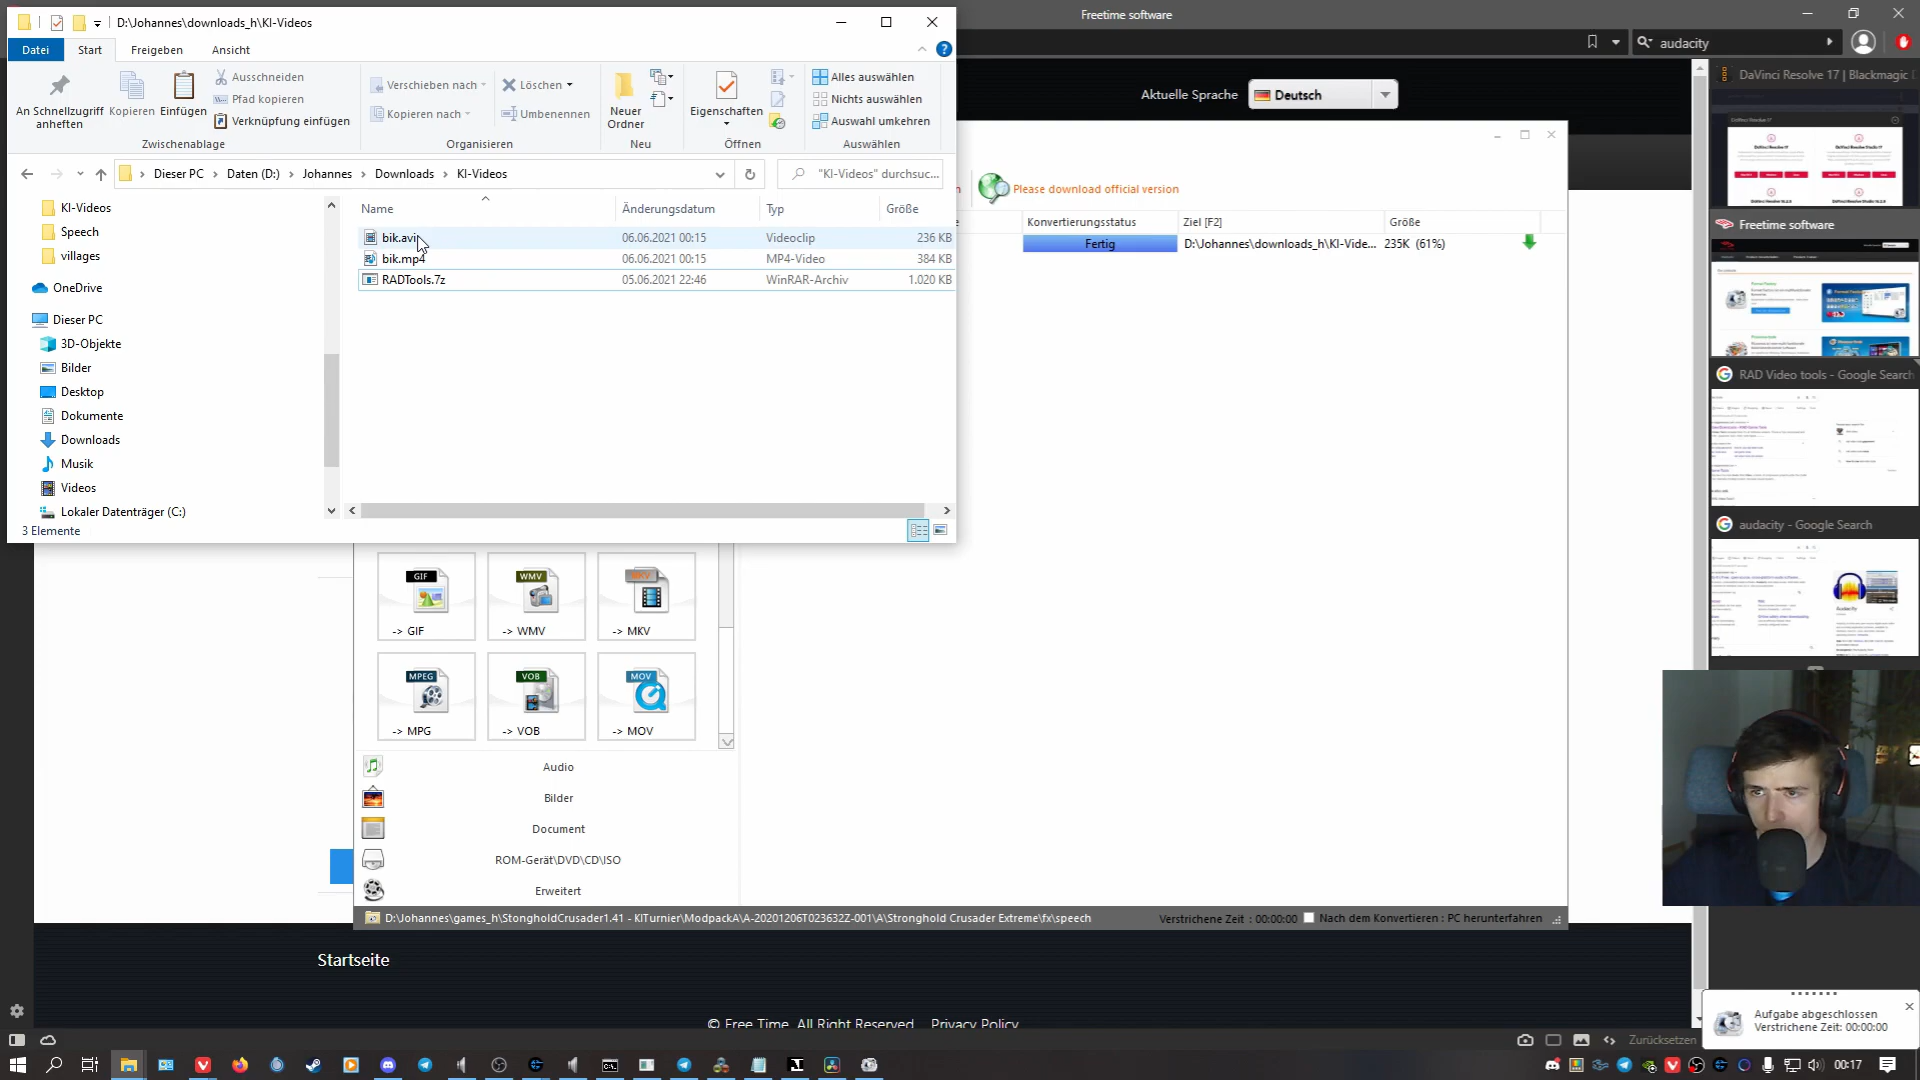 D:\Johannes\downloads_h\KI-Videos
Datei
Start
Freigeben
Ansicht
An Schnellzugriff
anheften
Kopieren
Einfügen
Ausschneiden
Pfad kopieren
Verknüpfung einfügen
Zwischenablage
Verschieben nach
Kopieren nach
Löschen
Umbenennen
Organisieren
Neuer
Ordner
Neu
Eigenschaften
Öffnen
Alles auswählen
Nichts auswählen
Auswahl umkehren
Auswählen
Dieser PC
Daten (D:)
Johannes
Downloads
KI-Videos
"KI-Videos" durchsuc...
KI-Videos
Speech
villages
OneDrive
Dieser PC
3D-Objekte
Bilder
Desktop
Dokumente
Downloads
Musik
Videos
Lokaler Datenträger (C:)
Name Änderungsdatum Typ Größe
bik.avi 06.06.2021 00:15 Videoclip 236 KB
bik.mp4 06.06.2021 00:15 MP4-Video 384 KB
RADTools.7z 05.06.2021 22:46 WinRAR-Archiv 1.020 KB
3 Elemente
Freetime software
audacity
Aktuelle Sprache
Deutsch
Please download official version
Konvertierungsstatus Ziel [F2] Größe
Fertig D:\Johannes\downloads_h\KI-Vide... 235K (61%)
GIF
-> GIF
WMV
-> WMV
MKV
-> MKV
MPEG
-> MPG
VOB
-> VOB
MOV
-> MOV
Audio
Bilder
Document
ROM-Gerät\DVD\CD\ISO
Erweitert
D:\Johannes\games_h\StongholdCrusader1.41 - KITurnier\ModpackA\A-20201206T023632Z-001\A\Stronghold Crusader Extreme\fx\speech
Verstrichene Zeit : 00:00:00
Nach dem Konvertieren : PC herunterfahren
Startseite
© Free Time. All Right Reserved
Privacy Policy
DaVinci Resolve 17 | Blackmagic
Freetime software
RAD Video tools - Google Search
audacity - Google Search
Aufgabe abgeschlossen
Verstrichene Zeit: 00:00:00
Zurücksetzen
00:17